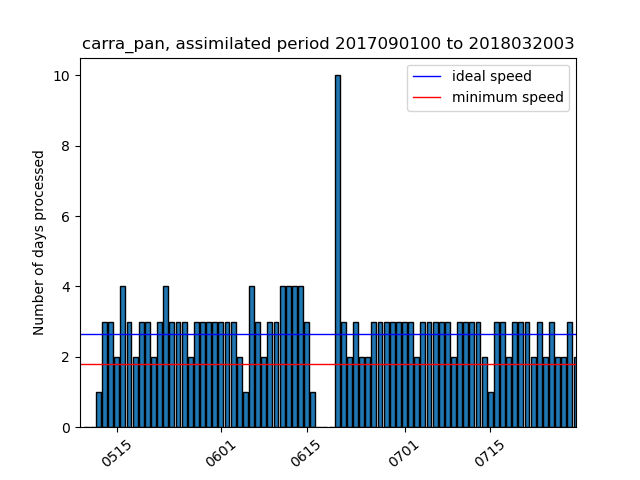 carra_pan, assimilated period 2017090100 to 2018032003
ideal speed
minimum speed
Number of days processed
10
8
6
4
2
0
0515
0601
0615
0701
0715